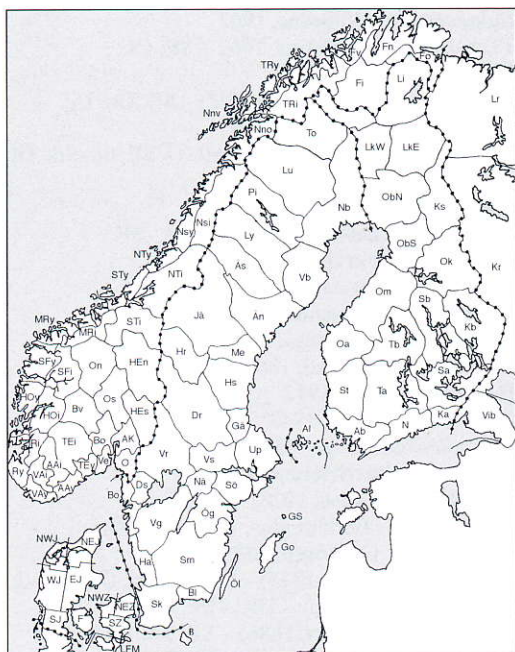 TRy Fv Fn
TRi Fi Li Fo
Nnv Nno To Lr
LkW LkE
Lu
Pi ObN Ks
Nsi Nb
Nsy Ly
NTy ObS
STy NTi Ås Vb Ok Kr
Om
MRy STi Jä Ån Sb
MRi Kb
SFy On HEn Hr Me Oa Tb
SFi Sa
HOy Os Hs St Ta
HOi Bv HEs Dr
Gä Al Ab N Ka Vib
Ri TEi Bo AK Vr Vs Up
Ry AAi TEy Ve O
VAi Ds Nä Sö
VAy AAy Bo
Vg Ög GS
NWJ NEJ Go
Ha Sm
WJ EJ NWZ Öl
NEZ Sk Bl
SJ F SZ B
LFM